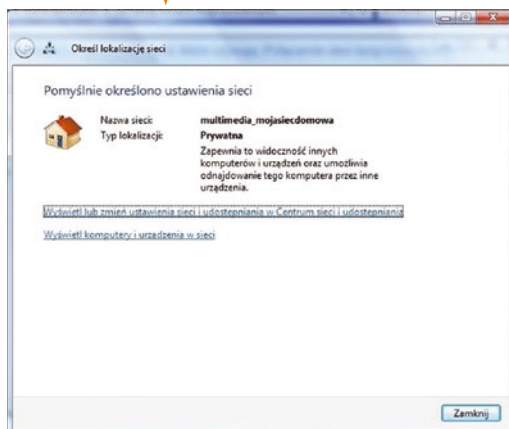 Określ lokalizację sieci
Pomyślnie określono ustawienia sieci
Nazwa sieci: multimedia_mojasiecdomowa
Typ lokalizacji: Prywatna
Zapewnia to widoczność innych
komputerów i urządzeń oraz umożliwia
odnajdowanie tego komputera przez inne
urządzenia.
Wyświetl lub zmień ustawienia sieci i udostępniania w Centrum sieci i udostępniania
Wyświetl komputery i urządzenia w sieci
Zamknij